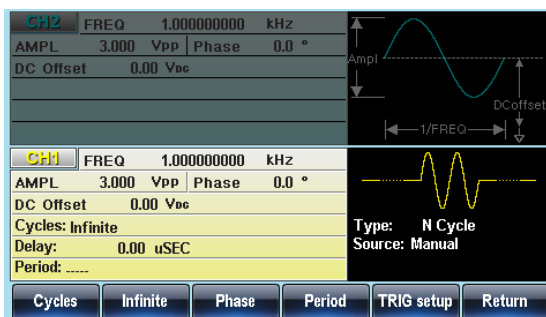 CH2 FREQ 1.000000000 kHz
AMPL 3.000 VPP Phase 0.0 °
DC Offset 0.00 VDC
Ampl
DCoffset
1/FREQ
CH1 FREQ 1.000000000 kHz
AMPL 3.000 VPP Phase 0.0 °
DC Offset 0.00 VDC
Cycles: Infinite
Delay: 0.00 uSEC
Period: -----
Type: N Cycle
Source: Manual
Cycles Infinite Phase Period TRIG setup Return